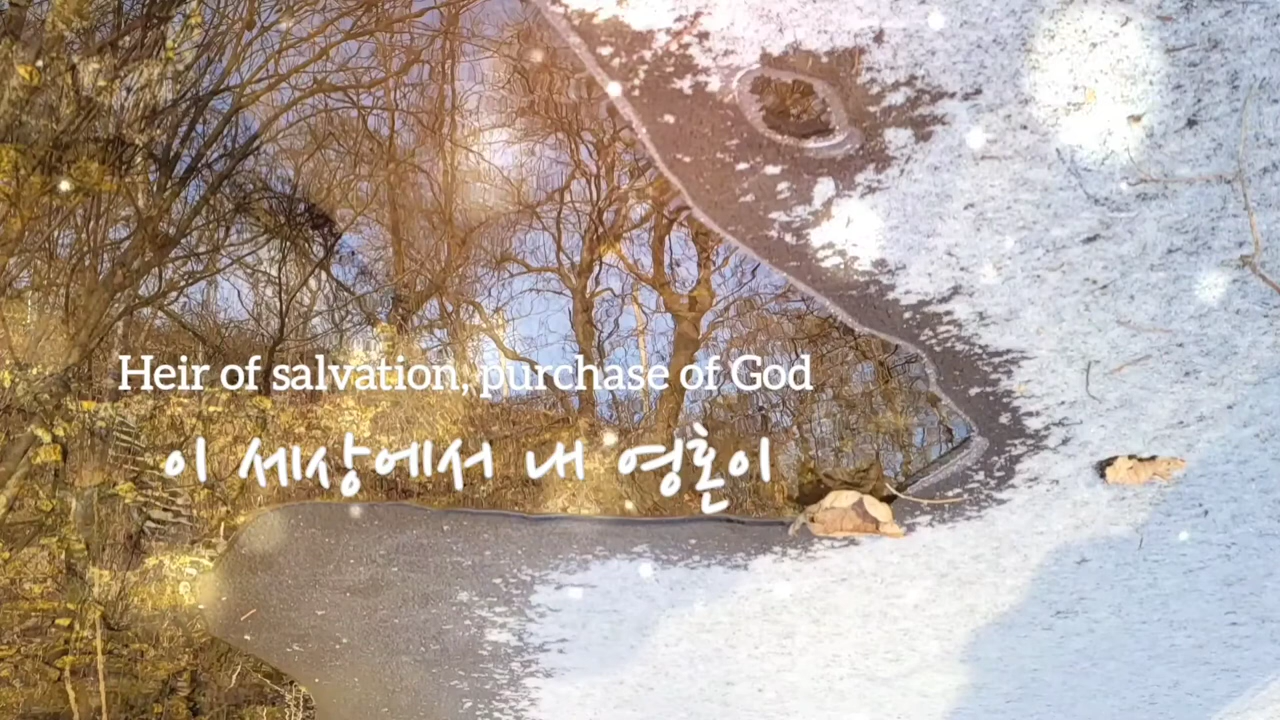 Heir of salvation, purchase of God
이 세상에서 내 영혼이